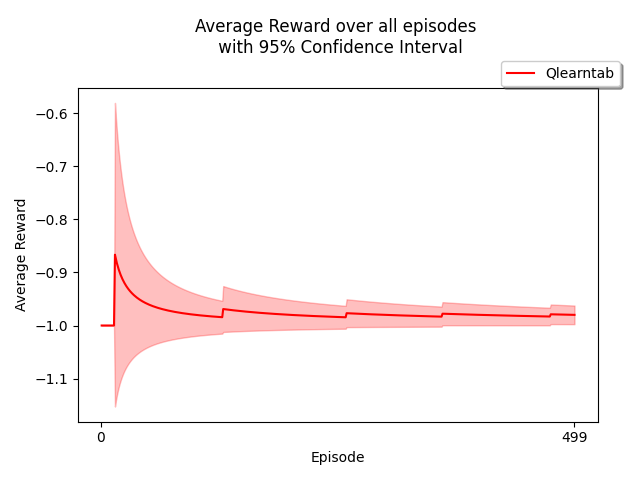 Average Reward over all episodes
with 95% Confidence Interval
Qlearntab
−0.6
−0.7
−0.8
−0.9
−1.0
−1.1
Average Reward
0
499
Episode